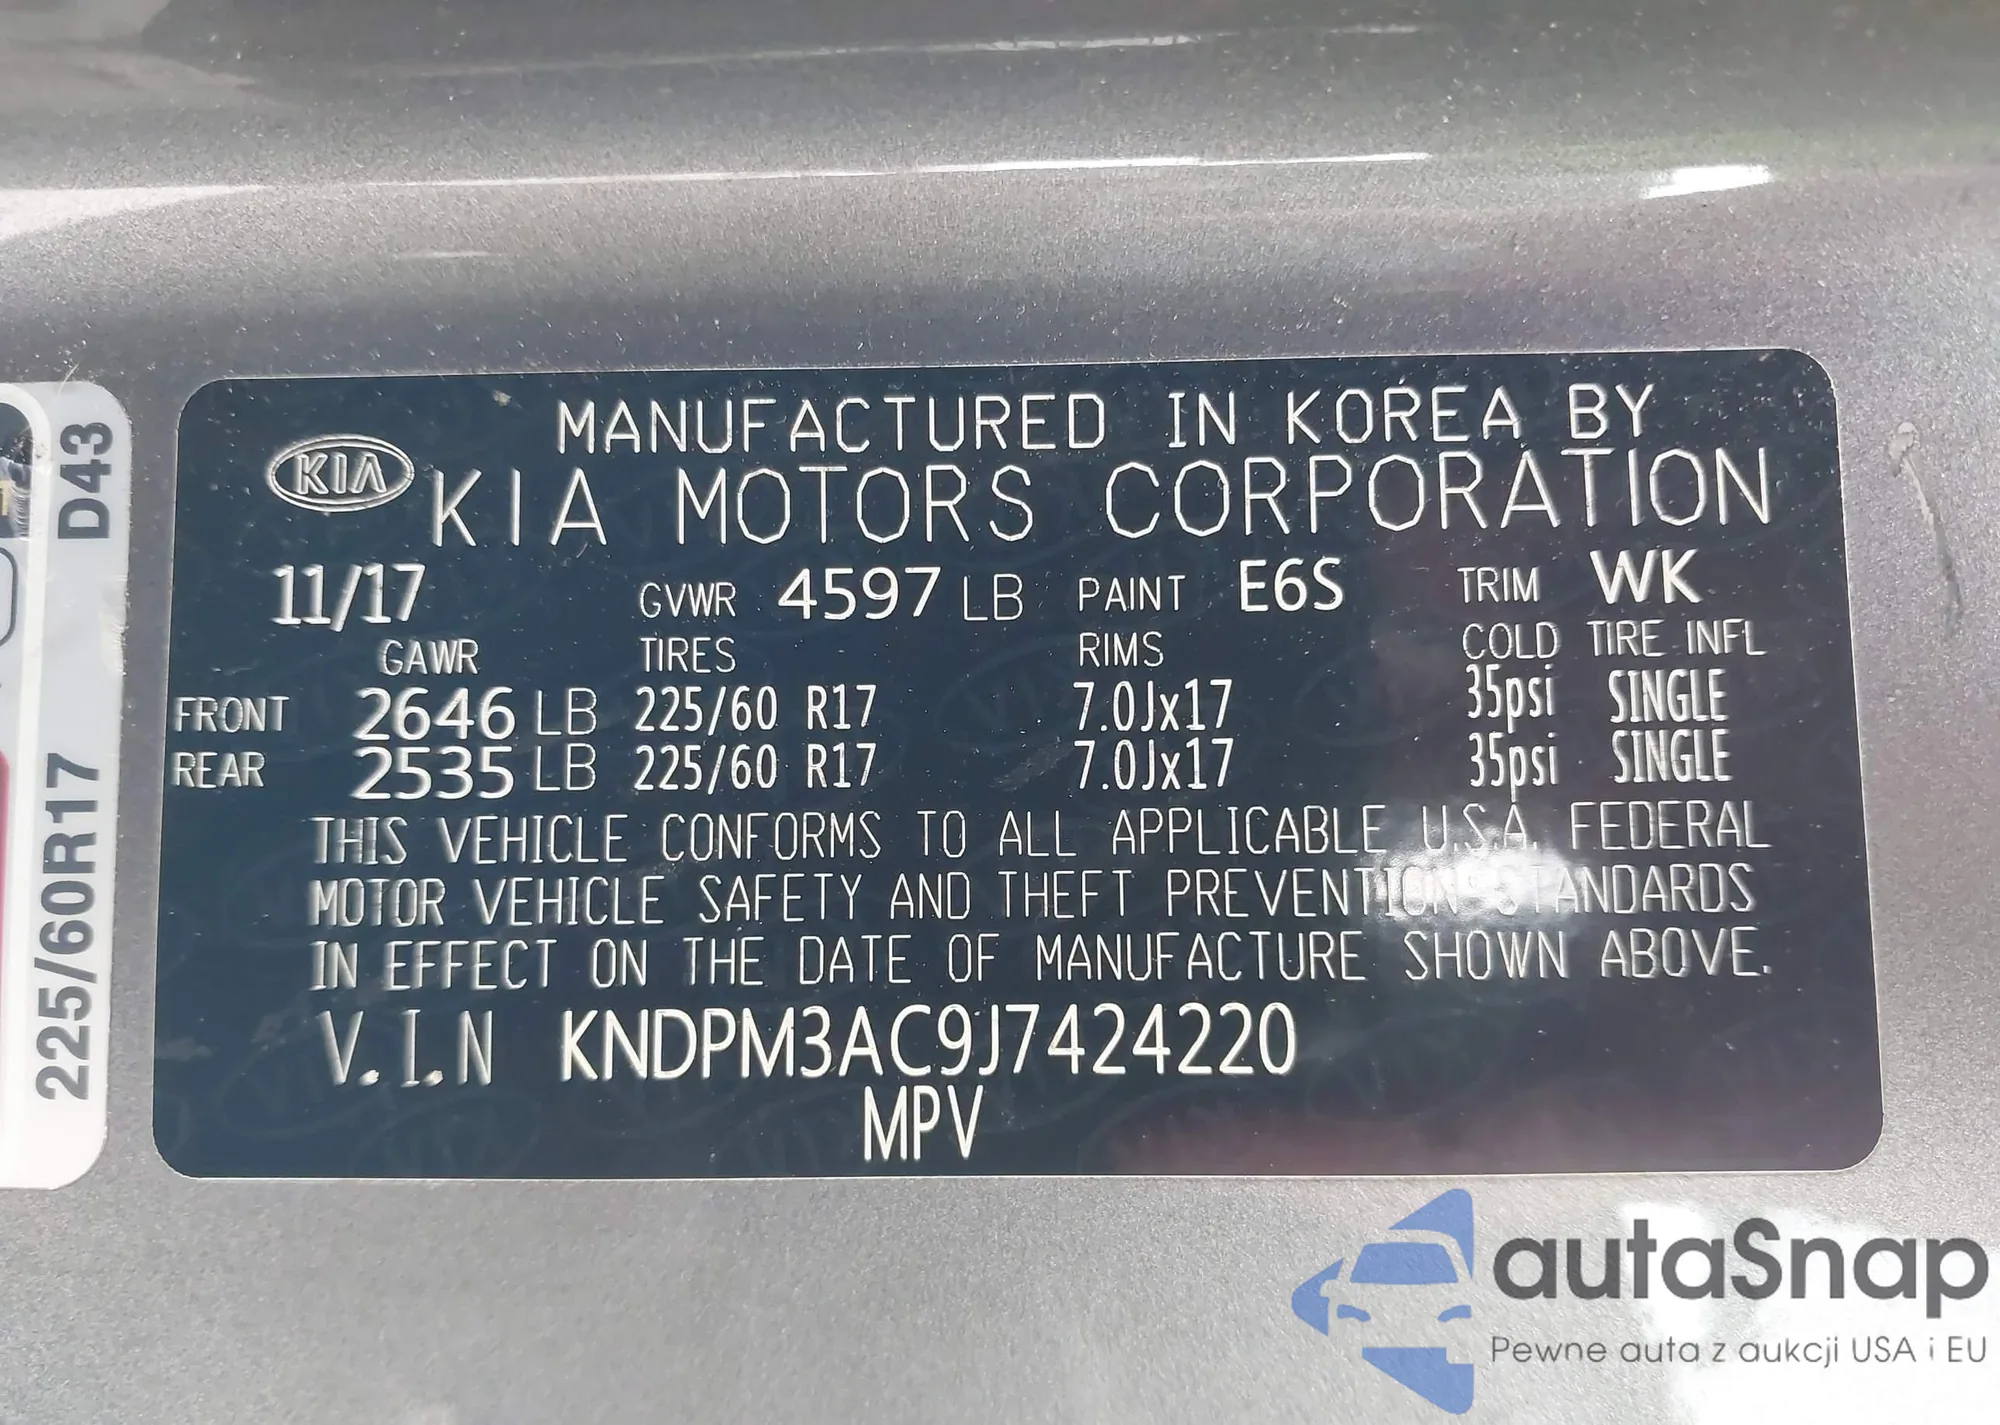 MANUFACTURED IN KOREA BY
KIA KIA MOTORS CORPORATION
11/17 GVWR 4597 LB PAINT E6S TRIM WK
GAWR TIRES RIMS COLD TIRE INFL
FRONT 2646 LB 225/60 R17 7.0Jx17 35psi SINGLE
REAR 2535 LB 225/60 R17 7.0Jx17 35psi SINGLE
THIS VEHICLE CONFORMS TO ALL APPLICABLE U.S.A. FEDERAL
MOTOR VEHICLE SAFETY AND THEFT PREVENTION STANDARDS
IN EFFECT ON THE DATE OF MANUFACTURE SHOWN ABOVE.
V.I.N KNDPM3AC9J7424220
MPV
225/60R17 D43
autaSnap
Pewne auta z aukcji USA i EU